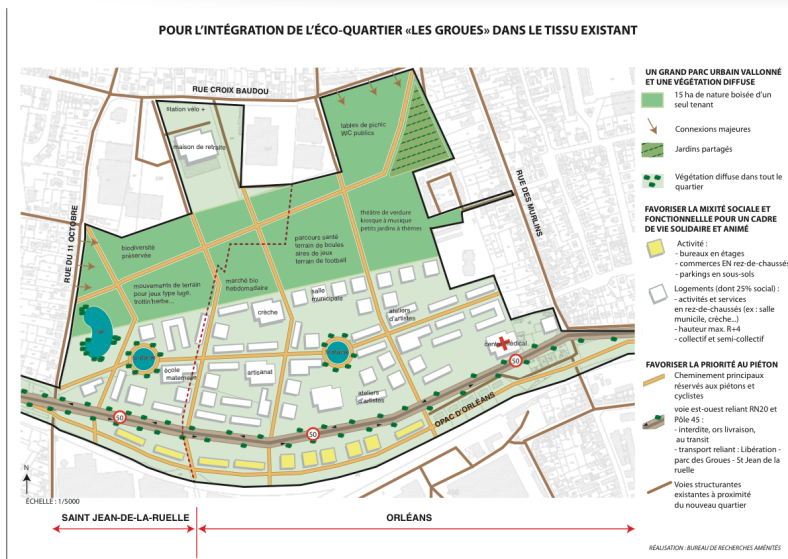 POUR L'INTÉGRATION DE L'ÉCO-QUARTIER «LES GROUES» DANS LE TISSU EXISTANT
RUE CROIX BAUDOU
station vélo +
maison de retraite
tables de picnic
WC publics
RUE DES MURLINS
RUE DU 11 OCTOBRE
biodiversité
préservée
théâtre de verdure
kiosque à musique
petits jardins à thèmes
parcours santé
terrain de boules
aires de jeux
terrain de football
mouvements de terrain
pour jeux type luge,
trottin'herbe...
marché bio
hebdomadaire
salle
municipale
crèche
ateliers
d'artistes
centre médical
école
maternelle
artisanat
ateliers
d'artistes
50
50
50
OPAC D'ORLÉANS
N
ÉCHELLE : 1/5000
SAINT JEAN-DE-LA-RUELLE
ORLÉANS
UN GRAND PARC URBAIN VALLONNÉ
ET UNE VÉGÉTATION DIFFUSE
15 ha de nature boisée d'un
seul tenant
Connexions majeures
Jardins partagés
Végétation diffuse dans tout le
quartier
FAVORISER LA MIXITÉ SOCIALE ET
FONCTIONNELLLE POUR UN CADRE
DE VIE SOLIDAIRE ET ANIMÉ
Activité :
- bureaux en étages
- commerces EN rez-de-chaussés
- parkings en sous-sols
Logements (dont 25% social) :
- activités et services
en rez-de-chaussés (ex : salle
municile, crèche...)
- hauteur max. R+4
- collectif et semi-collectif
FAVORISER LA PRIORITÉ AU PIÉTON
Cheminement principaux
réservés aux piétons et
cyclistes
voie est-ouest reliant RN20 et
Pôle 45 :
- interdite, ors livraison,
au transit
- transport reliant : Libération -
parc des Groues - St Jean de la
ruelle
Voies structurantes
existantes à proximité
du nouveau quartier
RÉALISATION : BUREAU DE RECHERCHES AMÉNITÉS